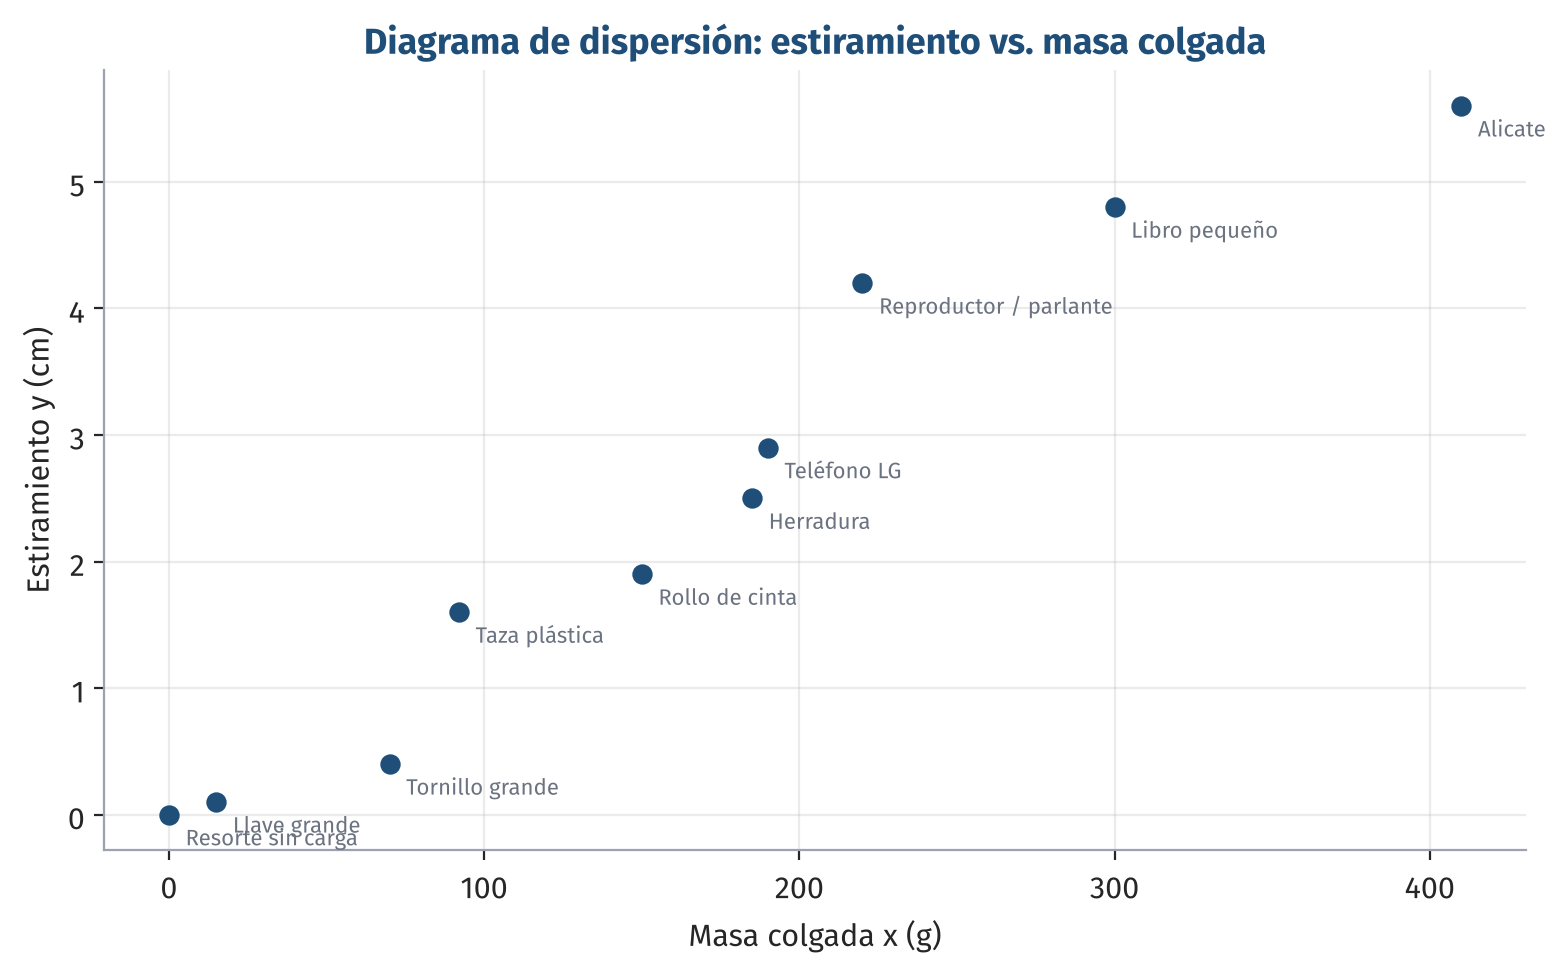 Diagrama de dispersión: estiramiento vs. masa colgada
Alicate
5
Libro pequeño
4
Reproductor / parlante
Estiramiento y (cm)
3
Teléfono LG
Herradura
2
Rollo de cinta
Taza plástica
1
Tornillo grande
0
Llave grande
Resorte sin carga
0 100 200 300 400
Masa colgada x (g)